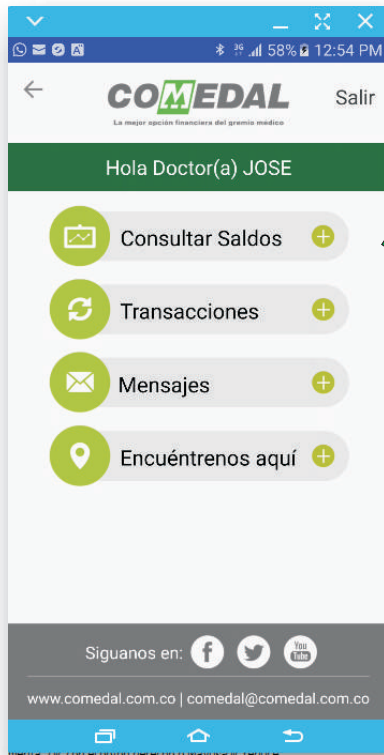 3G 58% 12:54 PM
COMEDAL
La mejor opción financiera del gremio médico
Salir
Hola Doctor(a) JOSE
Consultar Saldos
Transacciones
Mensajes
Encuéntrenos aquí
Siguanos en: f You Tube
www.comedal.com.co | comedal@comedal.com.co